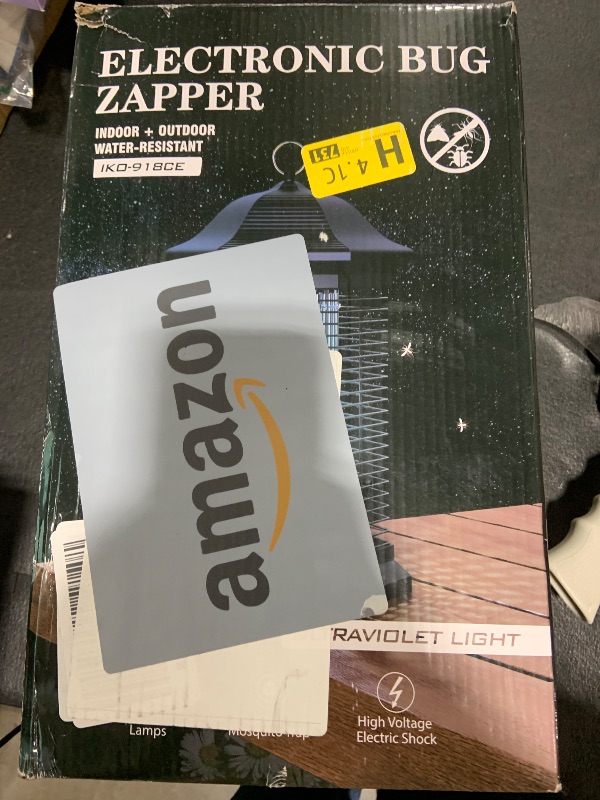 ELECTRONIC BUG
ZAPPER
INDOOR + OUTDOOR
WATER-RESISTANT
IKO-918CE
H 4.1C
731
amazon
TRAVIOLET LIGHT
Lamps
Mosquito Trap
High Voltage
Electric Shock